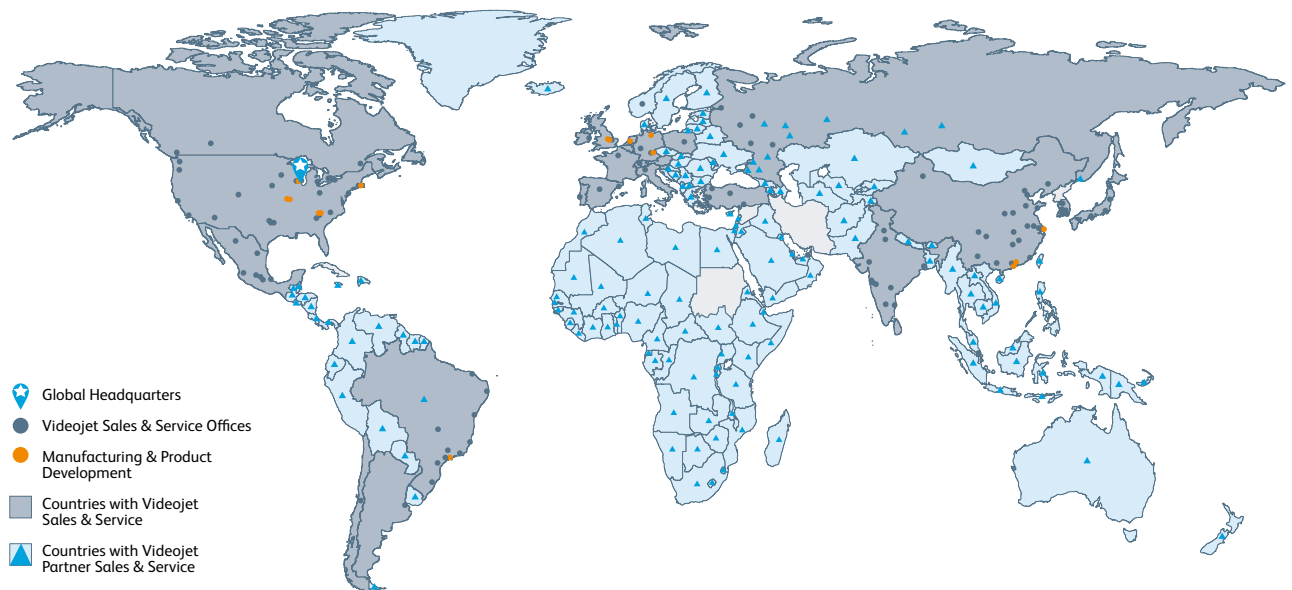 Global Headquarters
Videojet Sales & Service Offices
Manufacturing & Product
Development
Countries with Videojet
Sales & Service
Countries with Videojet
Partner Sales & Service